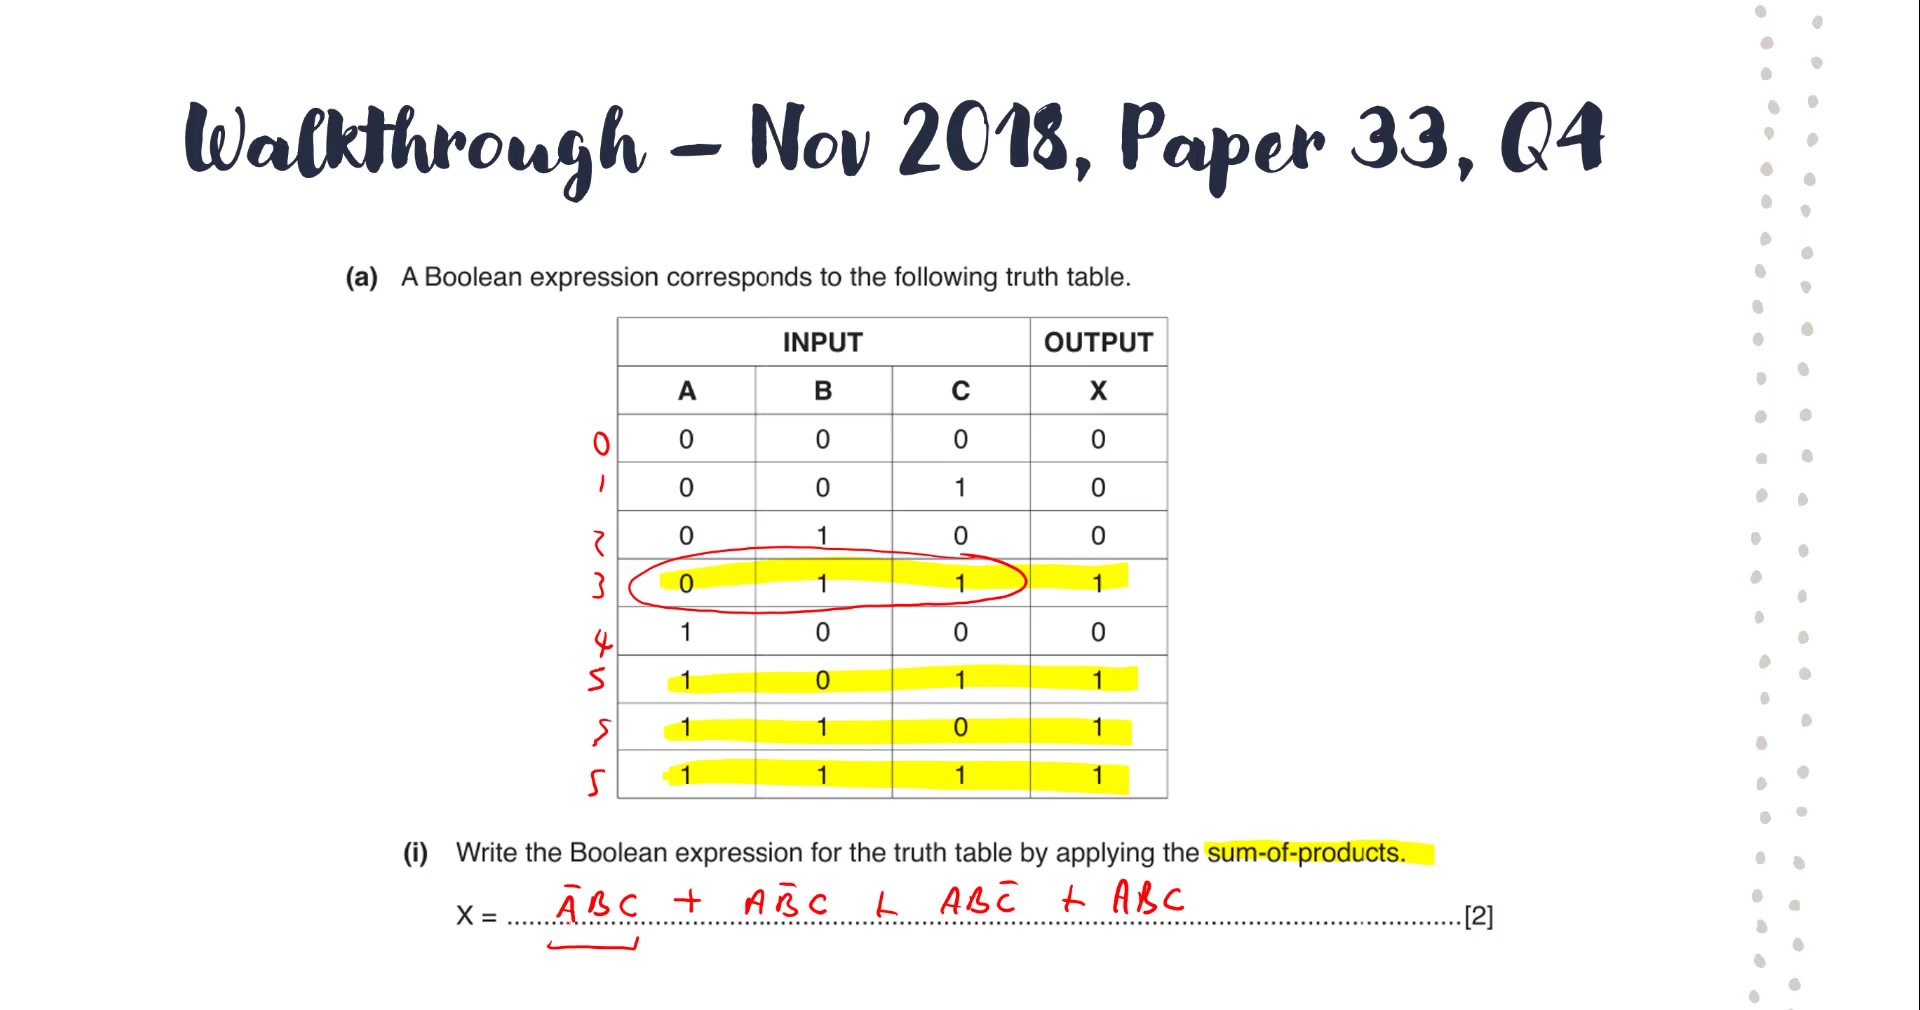 Walkthrough – Nov 2018, Paper 33, Q4
(a) A Boolean expression corresponds to the following truth table.
INPUT OUTPUT
A B C X
0 0 0 0 0
1 0 0 1 0
2 0 1 0 0
3 0 1 1 1
4 1 0 0 0
5 1 0 1 1
5 1 1 0 1
5 1 1 1 1
(i) Write the Boolean expression for the truth table by applying the sum-of-products.
X = ĀBC + AB̄C + ABC̄ + ABC [2]